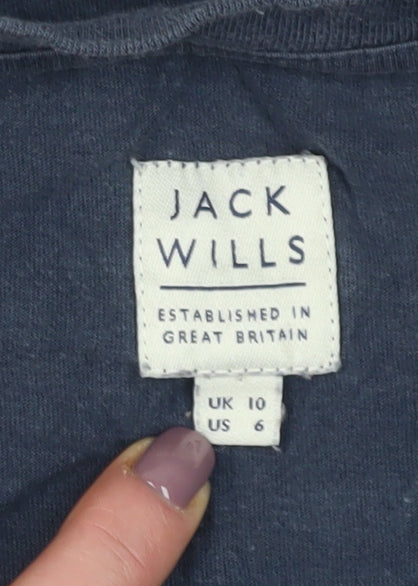 JACK
WILLS
ESTABLISHED IN
GREAT BRITAIN
UK 10
US 6